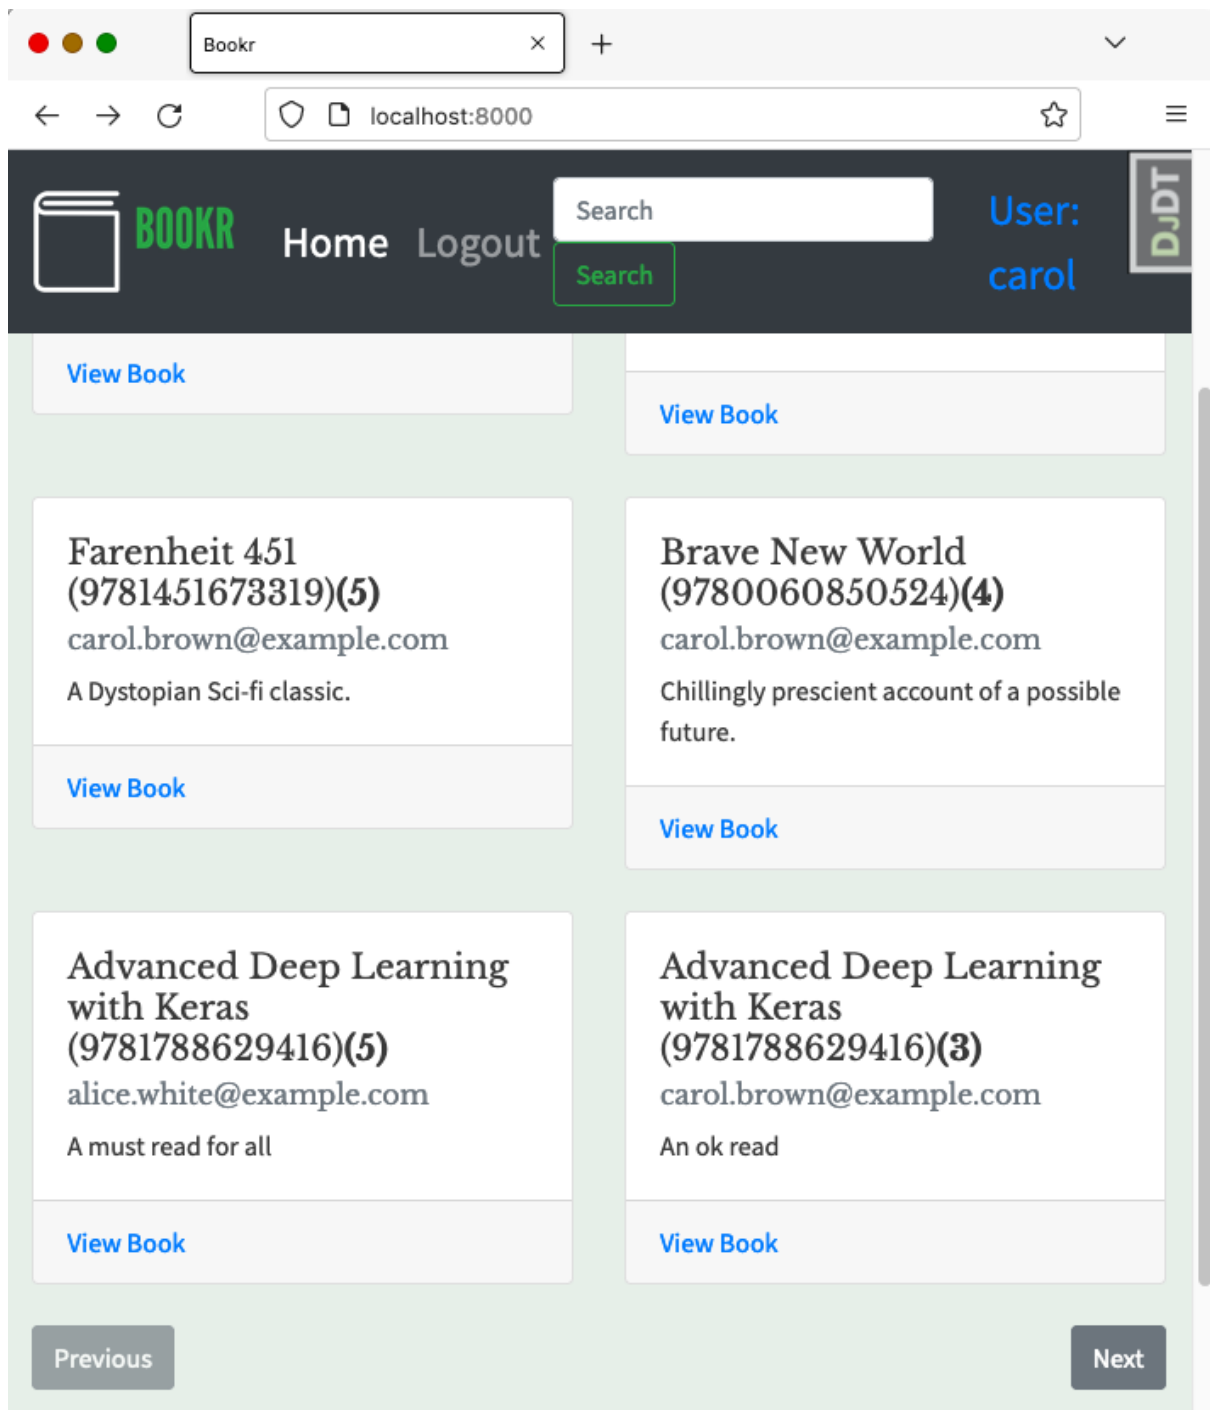 Bookr
localhost:8000
BOOKR
Home
Logout
Search
Search
User:
carol
DJDT
View Book
View Book
Farenheit 451
(9781451673319)(5)
carol.brown@example.com
A Dystopian Sci-fi classic.
View Book
Brave New World
(9780060850524)(4)
carol.brown@example.com
Chillingly prescient account of a possible
future.
View Book
Advanced Deep Learning
with Keras
(9781788629416)(5)
alice.white@example.com
A must read for all
View Book
Advanced Deep Learning
with Keras
(9781788629416)(3)
carol.brown@example.com
An ok read
View Book
Previous
Next